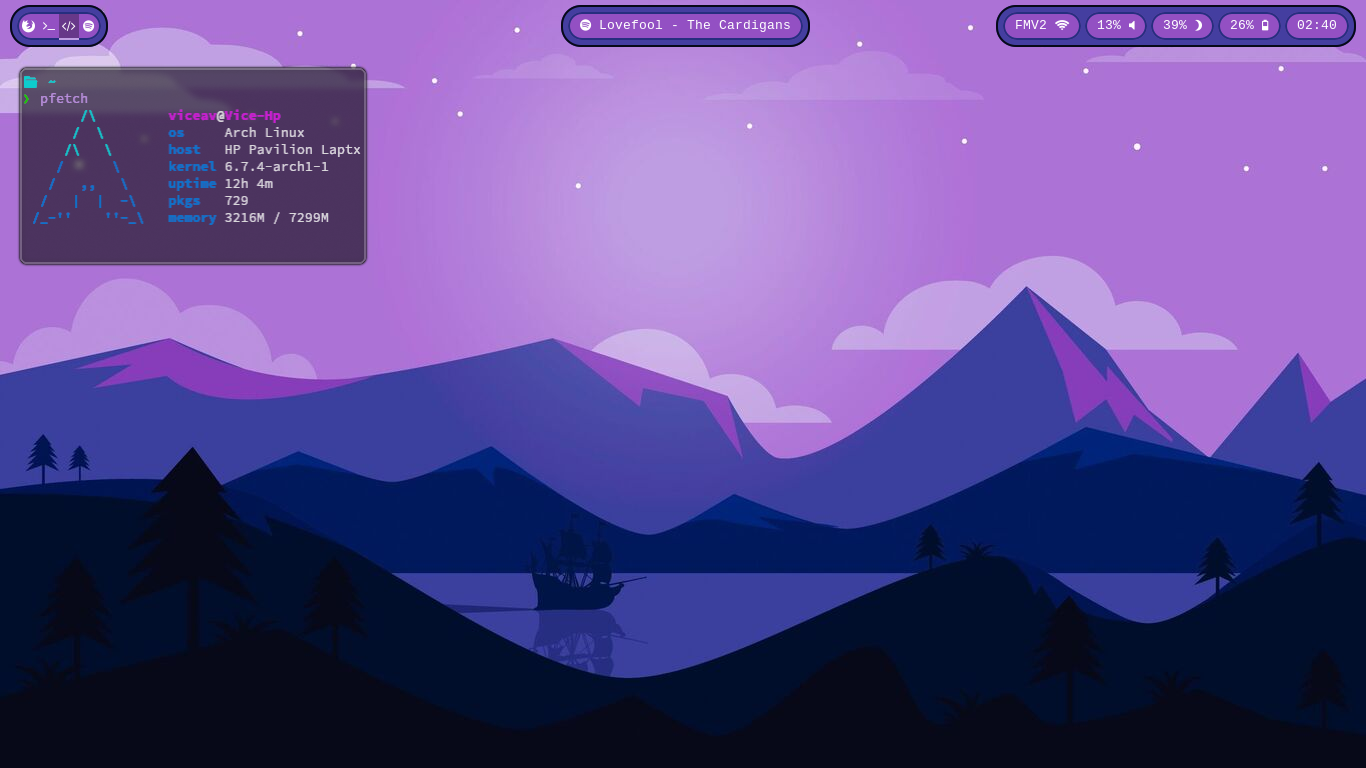 Lovefool - The Cardigans
FMV2 13% 39% 26% 02:40
~
❯ pfetch
viceav@Vice-Hp
os Arch Linux
host HP Pavilion Laptx
kernel 6.7.4-arch1-1
uptime 12h 4m
pkgs 729
memory 3216M / 7299M